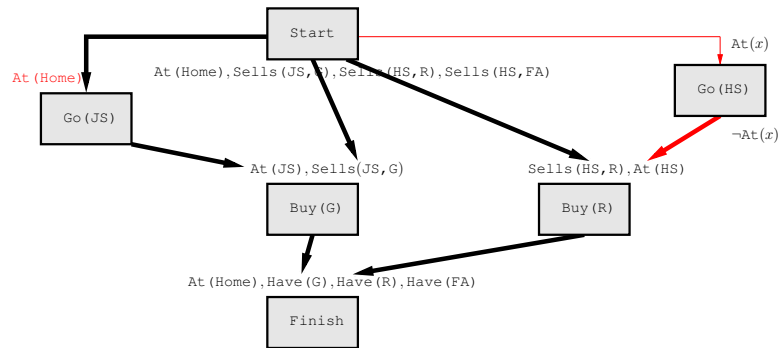 Start
At(x)
At(Home),Sells(JS,G),Sells(HS,R),Sells(HS,FA)
At(Home)
Go(HS)
Go(JS)
¬At(x)
At(JS),Sells(JS,G)
Sells(HS,R),At(HS)
Buy(G)
Buy(R)
At(Home),Have(G),Have(R),Have(FA)
Finish